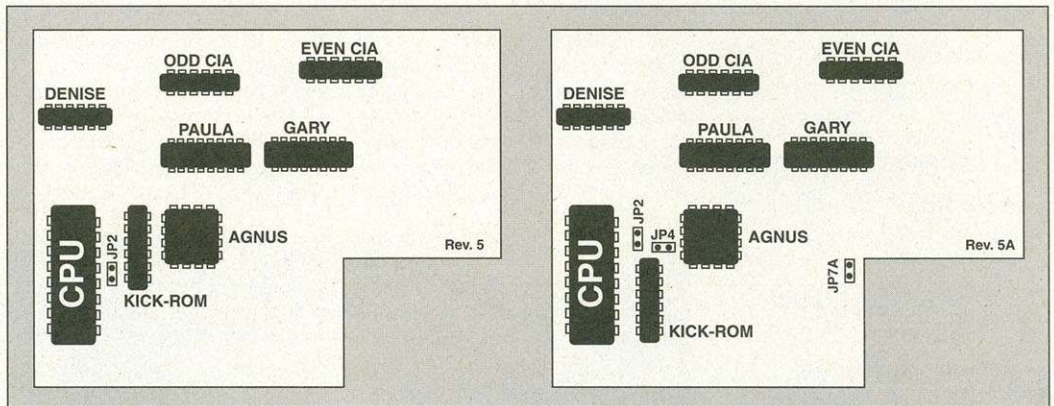 ODD CIA
EVEN CIA
DENISE
PAULA
GARY
CPU
JP2
AGNUS
KICK-ROM
Rev. 5
ODD CIA
EVEN CIA
DENISE
PAULA
GARY
CPU
JP2
JP4
AGNUS
KICK-ROM
JP7A
Rev. 5A